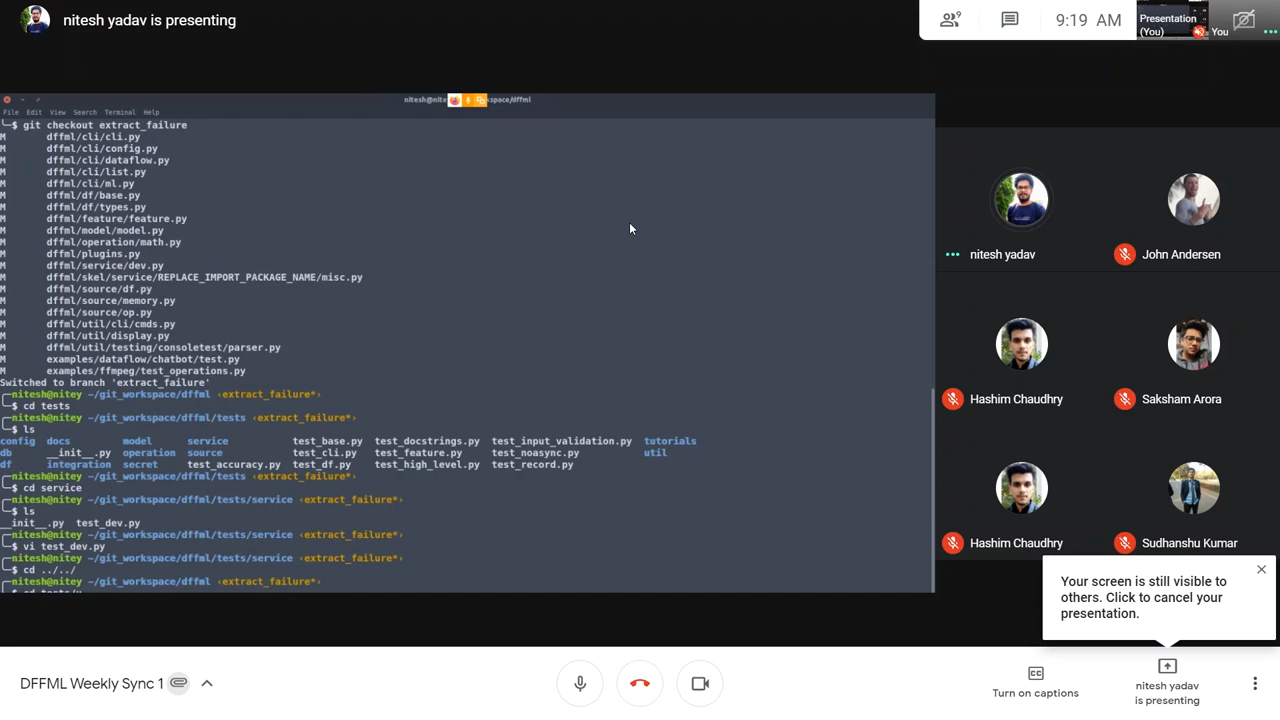 nitesh yadav is presenting
9
9:19 AM
Presentation
(You)
You
nitesh@nite kspace/dffml
File Edit View Search Terminal Help
└─$ git checkout extract_failure
M dffml/cli/cli.py
M dffml/cli/config.py
M dffml/cli/dataflow.py
M dffml/cli/list.py
M dffml/cli/ml.py
M dffml/df/base.py
M dffml/df/types.py
M dffml/feature/feature.py
M dffml/model/model.py
M dffml/operation/math.py
M dffml/plugins.py
M dffml/service/dev.py
M dffml/skel/service/REPLACE_IMPORT_PACKAGE_NAME/misc.py
M dffml/source/df.py
M dffml/source/memory.py
M dffml/source/op.py
M dffml/util/cli/cmds.py
M dffml/util/display.py
M dffml/util/testing/consoletest/parser.py
M examples/dataflow/chatbot/test.py
M examples/ffmpeg/test_operations.py
Switched to branch 'extract_failure'
┌─nitesh@nitey ~/git_workspace/dffml ‹extract_failure*›
└─$ cd tests
┌─nitesh@nitey ~/git_workspace/dffml/tests ‹extract_failure*›
└─$ ls
config docs model service test_base.py test_docstrings.py test_input_validation.py tutorials
db __init__.py operation source test_cli.py test_feature.py test_noasync.py util
df integration secret test_accuracy.py test_df.py test_high_level.py test_record.py
┌─nitesh@nitey ~/git_workspace/dffml/tests ‹extract_failure*›
└─$ cd service
┌─nitesh@nitey ~/git_workspace/dffml/tests/service ‹extract_failure*›
└─$ ls
__init__.py test_dev.py
┌─nitesh@nitey ~/git_workspace/dffml/tests/service ‹extract_failure*›
└─$ vi test_dev.py
┌─nitesh@nitey ~/git_workspace/dffml/tests/service ‹extract_failure*›
└─$ cd ../../
┌─nitesh@nitey ~/git_workspace/dffml ‹extract_failure*›
nitesh yadav
John Andersen
Hashim Chaudhry
Saksham Arora
Hashim Chaudhry
Sudhanshu Kumar
Your screen is still visible to
others. Click to cancel your
presentation.
DFFML Weekly Sync 1
CC
Turn on captions
nitesh yadav
is presenting